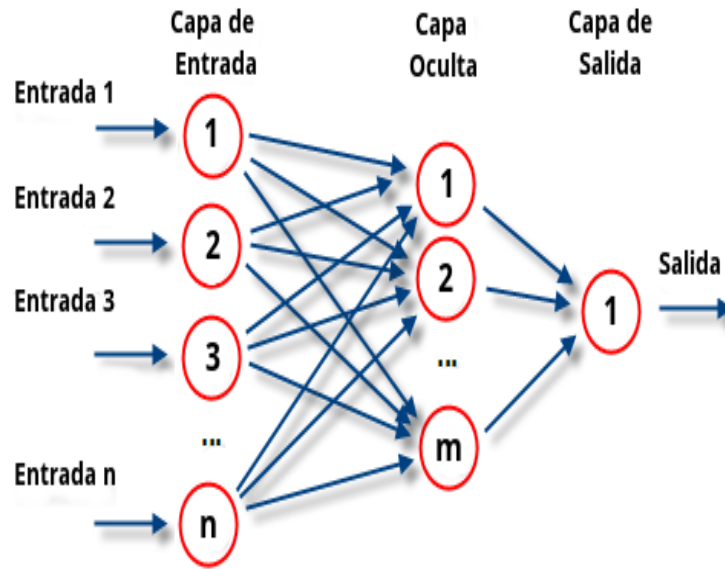 Capa de
Entrada
Capa
Oculta
Capa de
Salida
Entrada 1
1
Entrada 2
2
Entrada 3
3
...
Entrada n
n
1
2
...
m
1
Salida